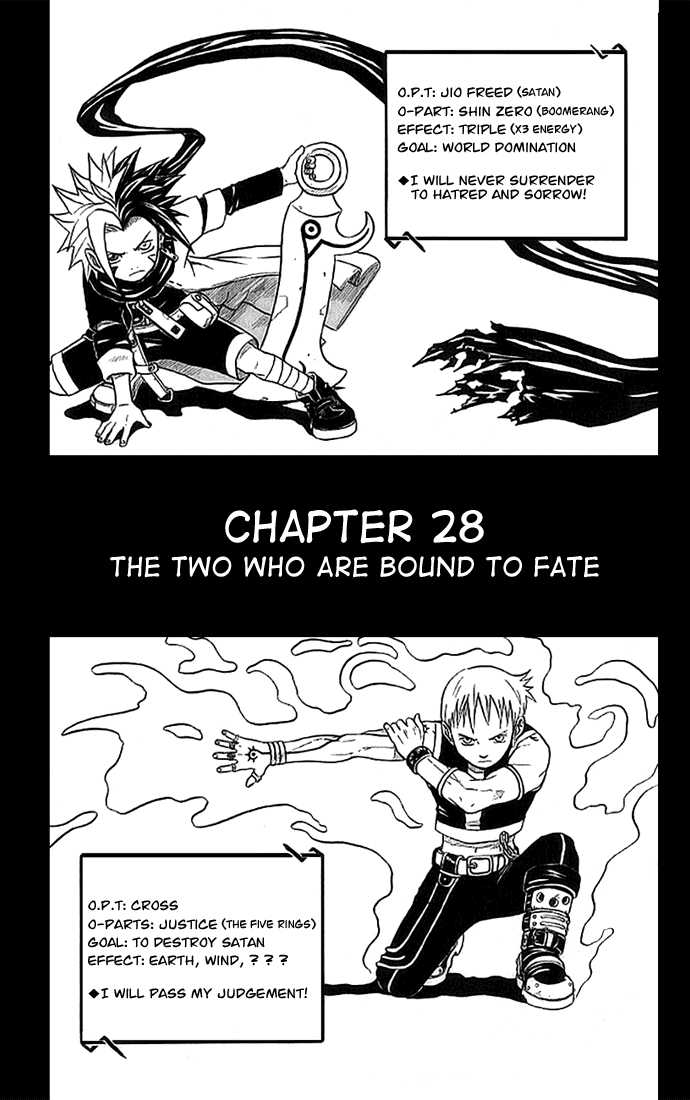 O.P.T: JIO FREED (SATAN)
O-PART: SHIN ZERO (BOOMERANG)
EFFECT: TRIPLE (X3 ENERGY)
GOAL: WORLD DOMINATION
◆I WILL NEVER SURRENDER
TO HATRED AND SORROW!
CHAPTER 28
THE TWO WHO ARE BOUND TO FATE
O.P.T: CROSS
O-PARTS: JUSTICE (THE FIVE RINGS)
GOAL: TO DESTROY SATAN
EFFECT: EARTH, WIND, ? ? ?
◆I WILL PASS MY JUDGEMENT!